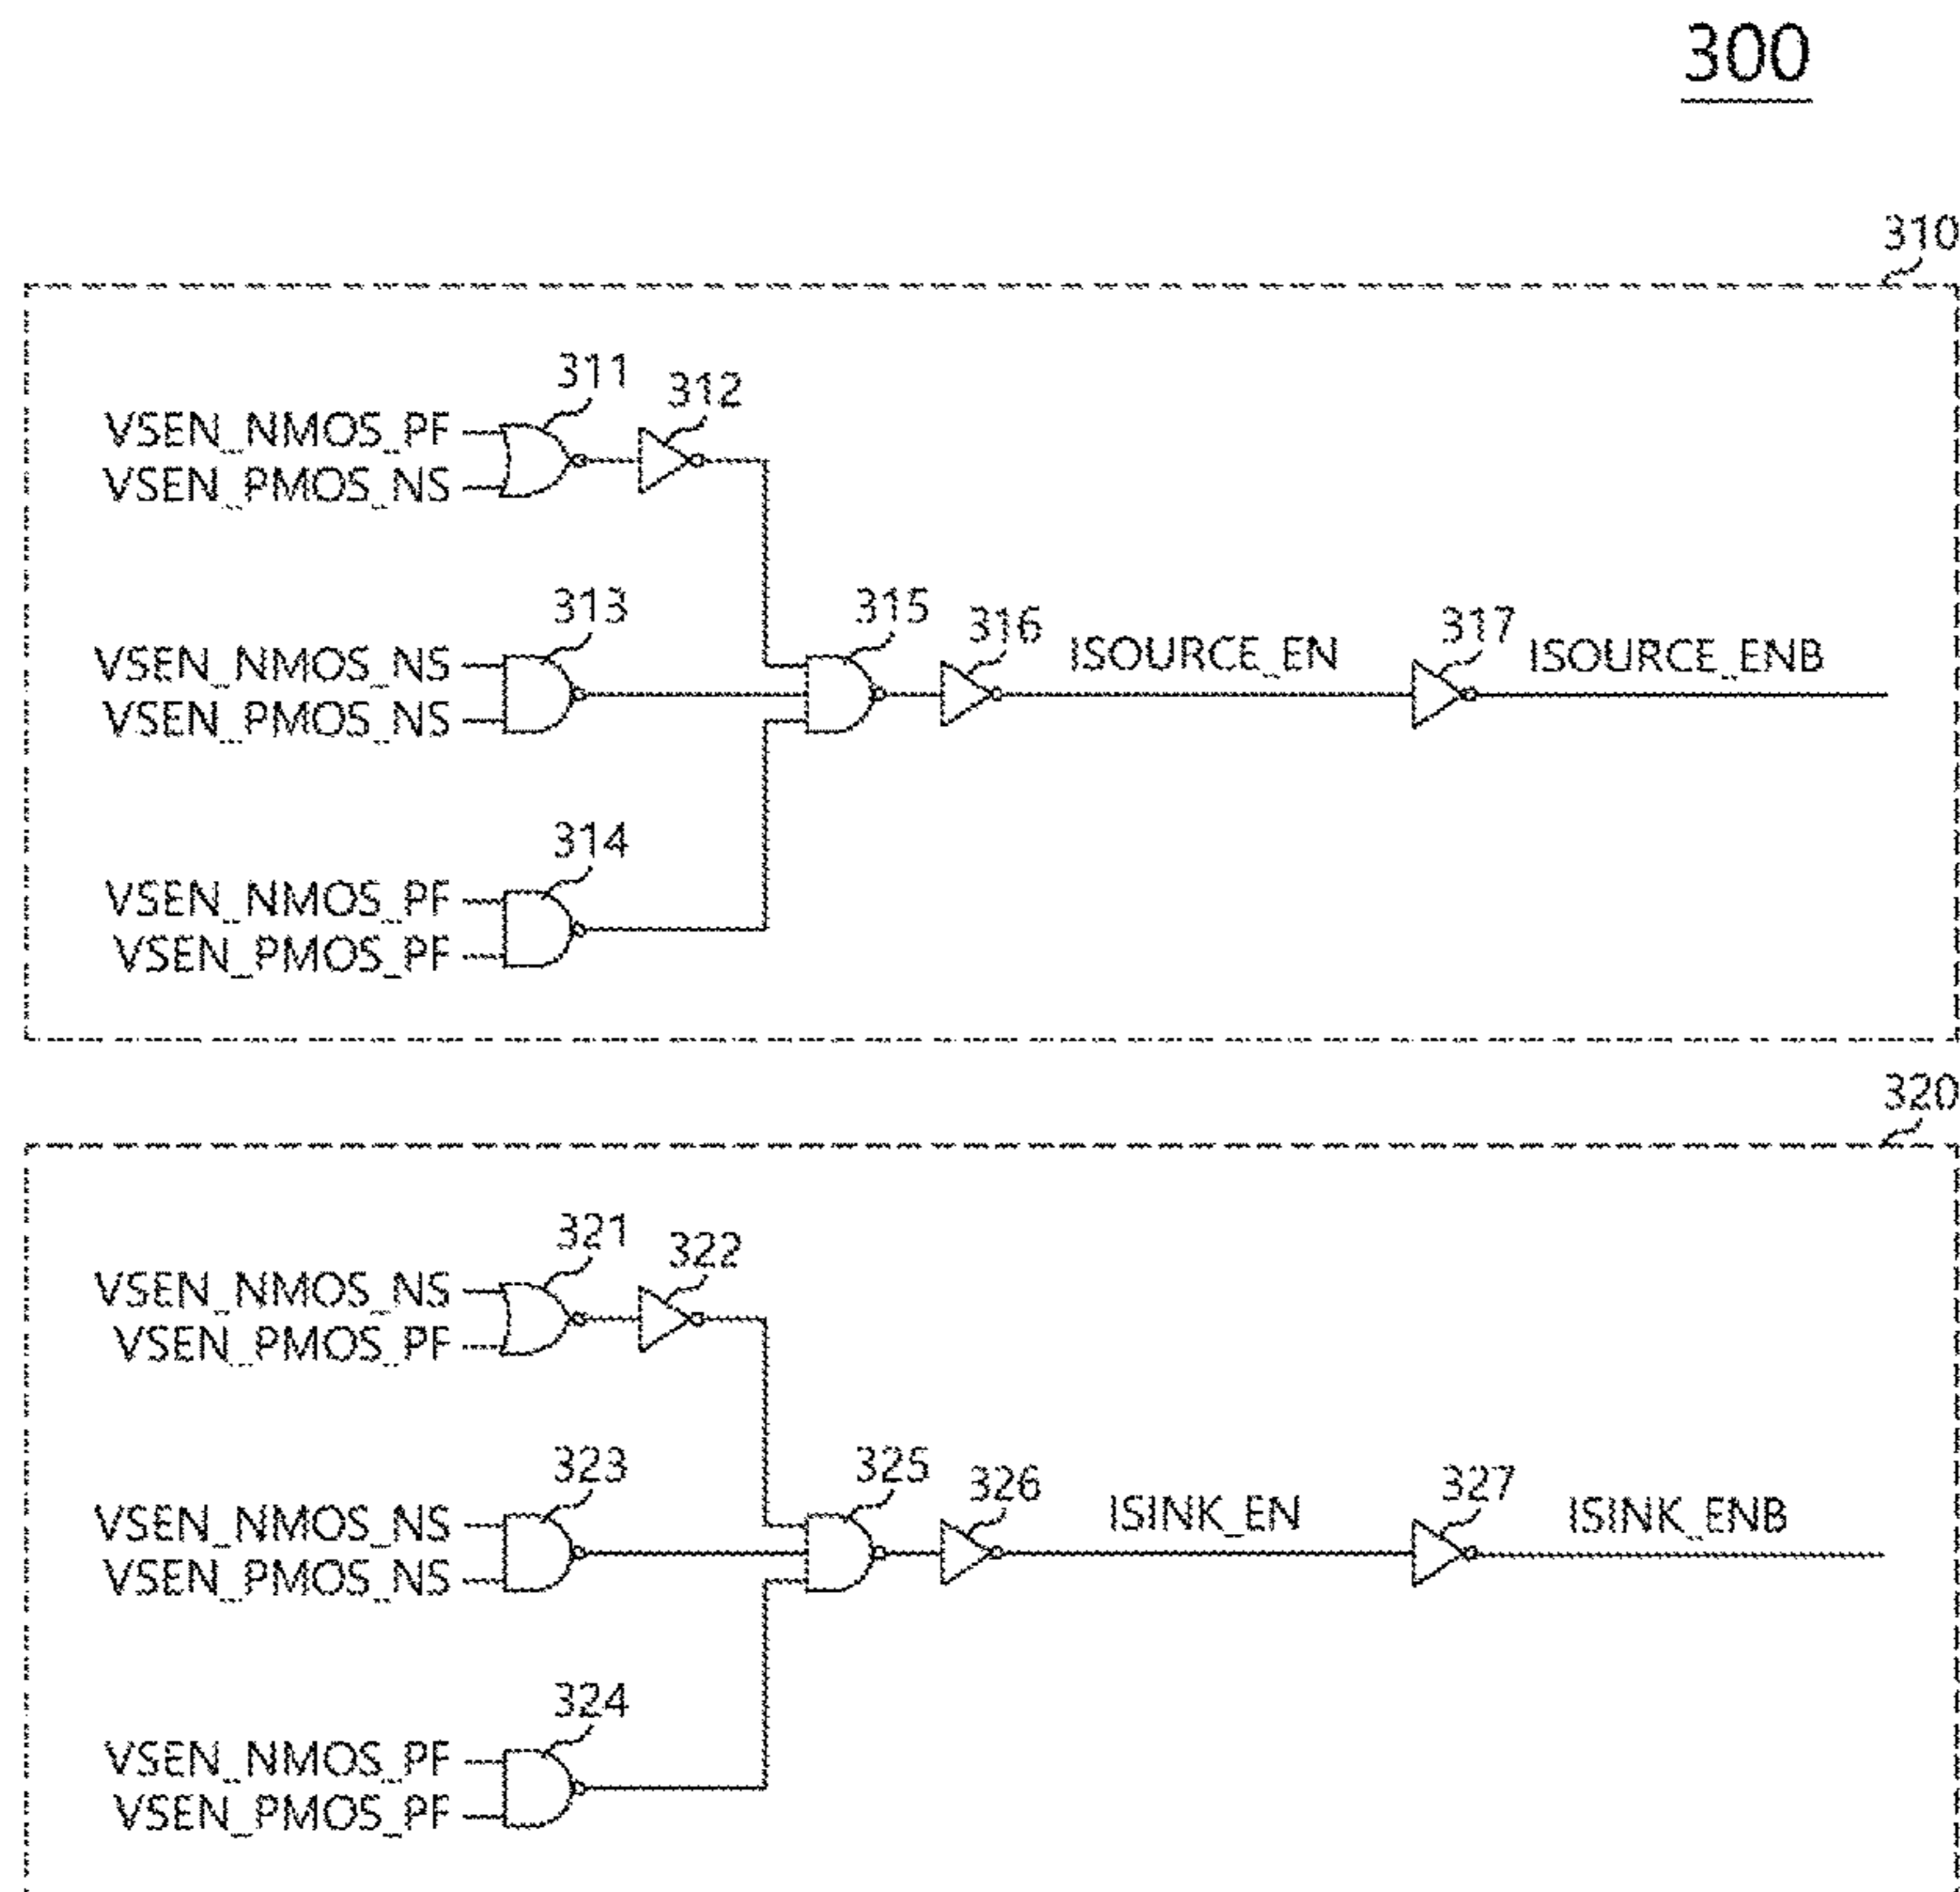 300
310
311
312
VSEN_NMOS_PF
VSEN_PMOS_NS
313
315
316
ISOURCE_EN
317
ISOURCE_ENB
VSEN_NMOS_NS
VSEN_PMOS_NS
314
VSEN_NMOS_PF
VSEN_PMOS_PF
320
321
322
VSEN_NMOS_NS
VSEN_PMOS_PF
323
325
326
ISINK_EN
327
ISINK_ENB
VSEN_NMOS_NS
VSEN_PMOS_NS
324
VSEN_NMOS_PF
VSEN_PMOS_PF